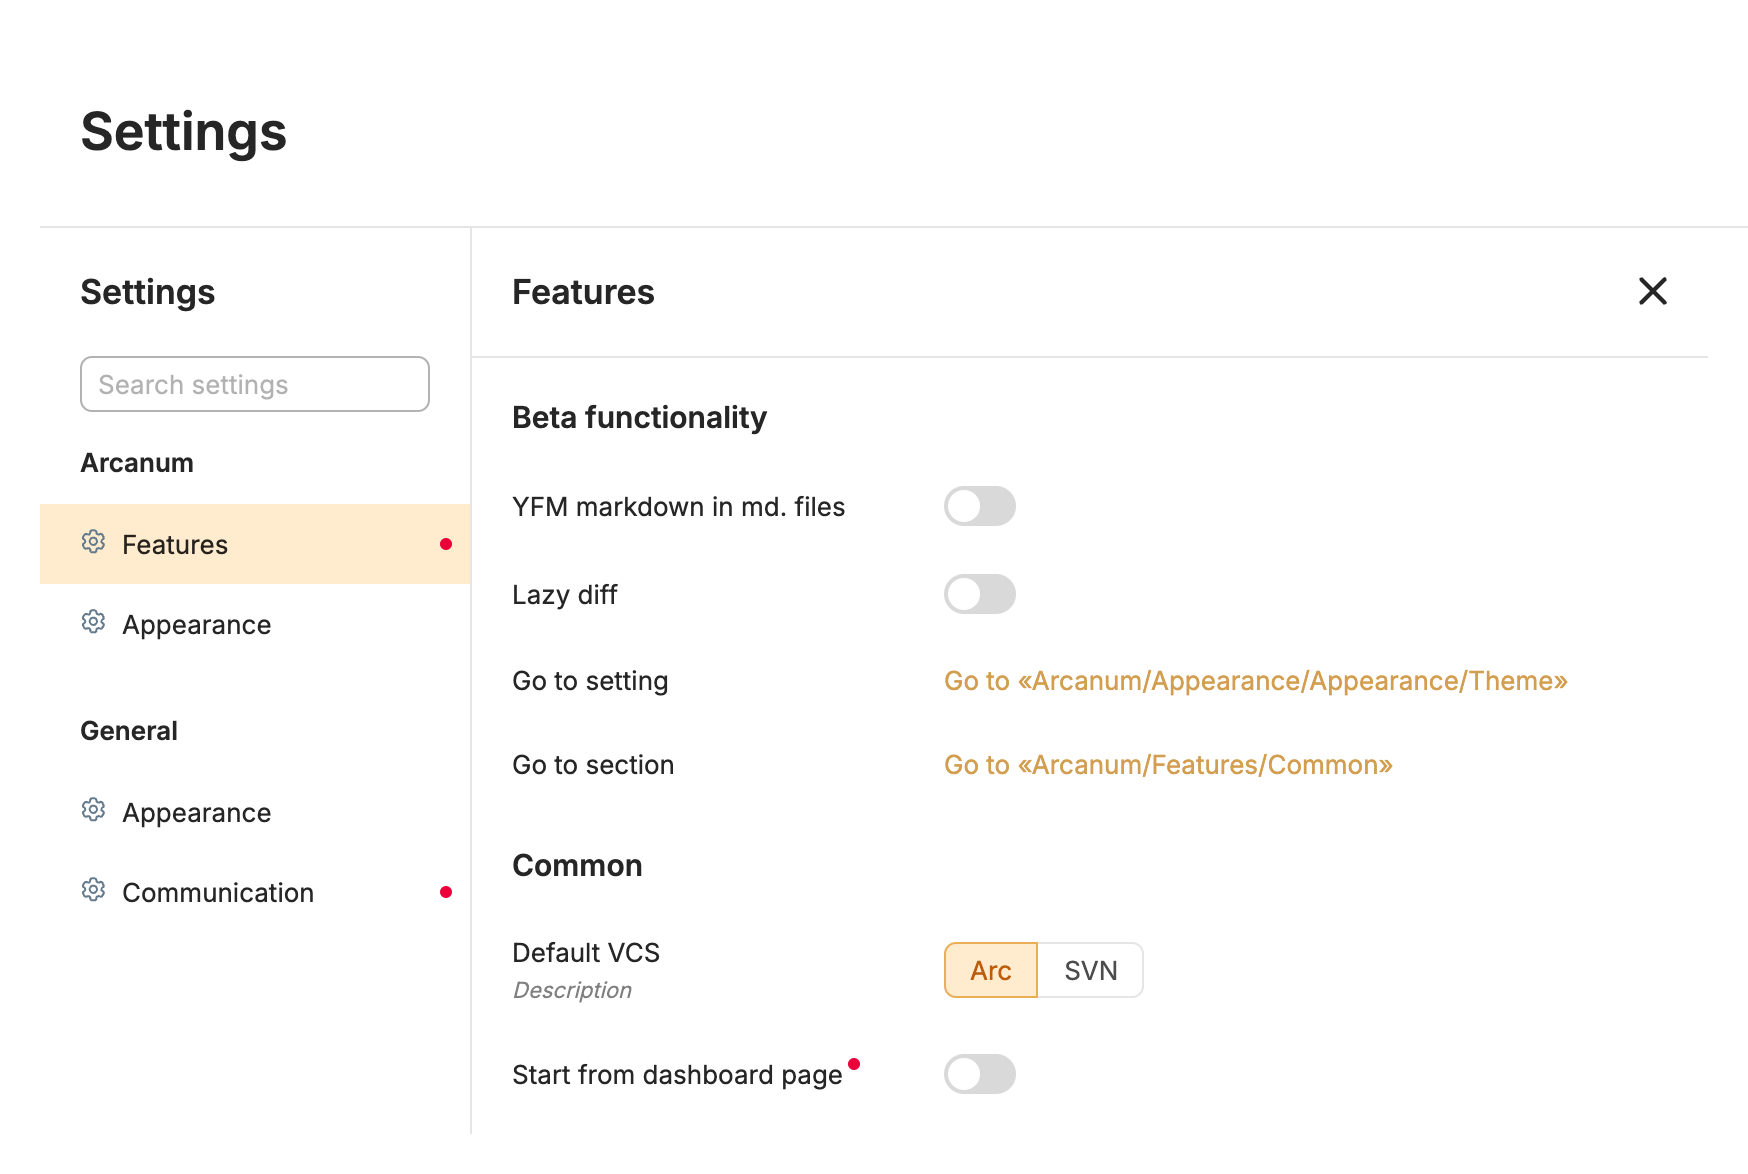 Settings
Settings
Search settings
Arcanum
Features
Appearance
General
Appearance
Communication
Features
Beta functionality
YFM markdown in md. files
Lazy diff
Go to setting
Go to «Arcanum/Appearance/Appearance/Theme»
Go to section
Go to «Arcanum/Features/Common»
Common
Default VCS
Description
Arc
SVN
Start from dashboard page